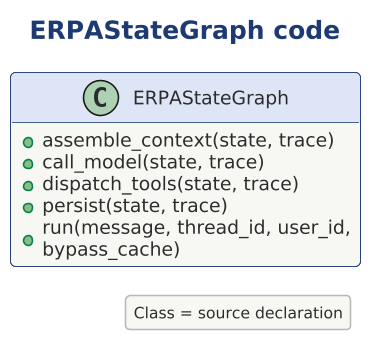 ERPAStateGraph code
C ERPAStateGraph
assemble_context(state, trace)
call_model(state, trace)
dispatch_tools(state, trace)
persist(state, trace)
run(message, thread_id, user_id,
bypass_cache)
Class = source declaration